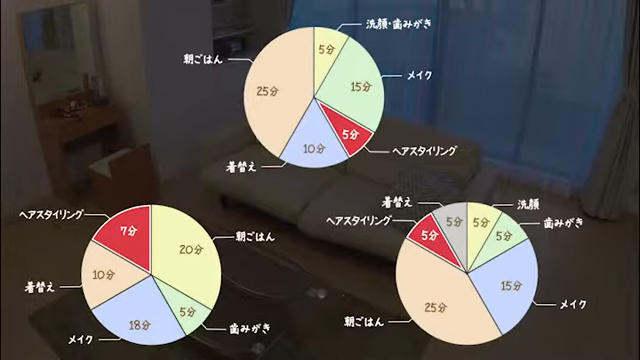 洗顔・歯みがき
5分
朝ごはん
メイク
25分
15分
5分
10分
ヘアスタイリング
着替え
ヘアスタイリング
7分
朝ごはん
20分
10分
着替え
18分
5分
歯みがき
メイク
着替え
洗顔
ヘアスタイリング
5分
5分
歯みがき
5分
5分
15分
メイク
25分
朝ごはん